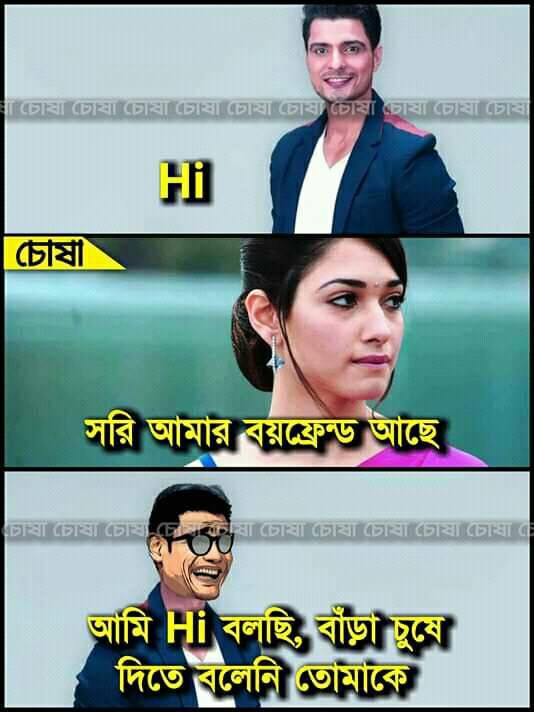 চোষা চোষা চোষা চোষা চোষা চোষা চোষা চোষা চোষা চোষা
Hi
চোষা
সরি আমার বয়ফ্রেন্ড আছে
চোষা চোষা চোষা চোষা চোষা চোষা চোষা চোষা চোষা
আমি Hi বলছি, বাঁড়া চুষে
দিতে বলেনি তোমাকে